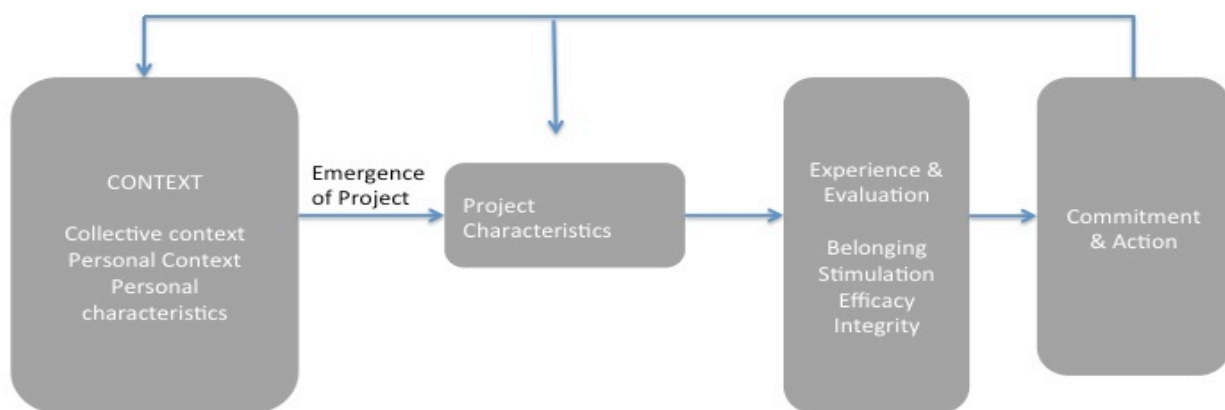 CONTEXT
Collective context
Personal Context
Personal
characteristics
Emergence
of Project
Project
Characteristics
Experience &
Evaluation
Belonging
Stimulation
Efficacy
Integrity
Commitment
& Action